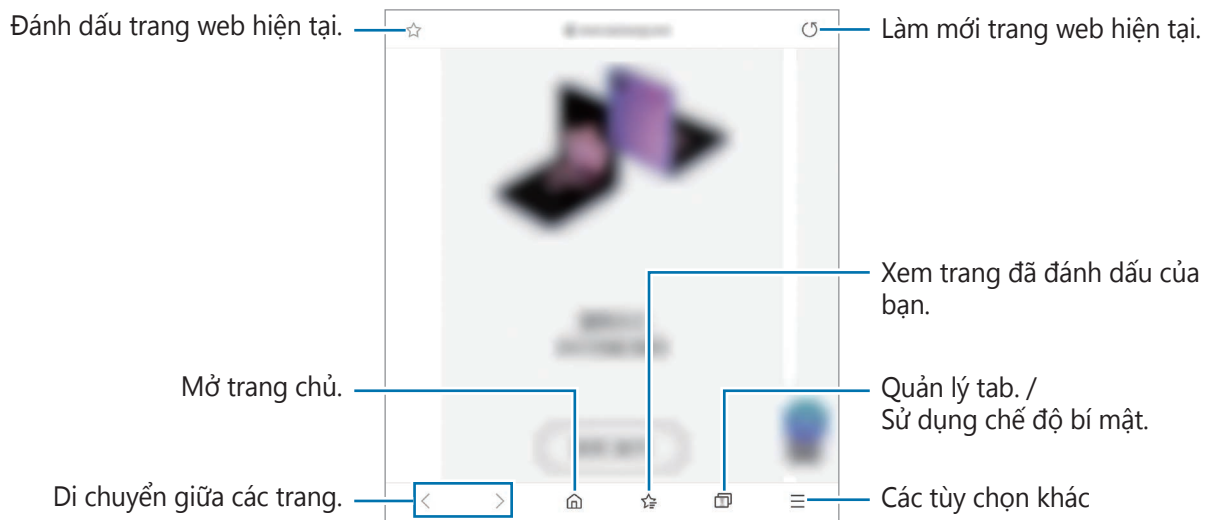 Đánh dấu trang web hiện tại.
Làm mới trang web hiện tại.
Xem trang đã đánh dấu của
bạn.
Mở trang chủ.
Quản lý tab. /
Sử dụng chế độ bí mật.
Di chuyển giữa các trang.
Các tùy chọn khác